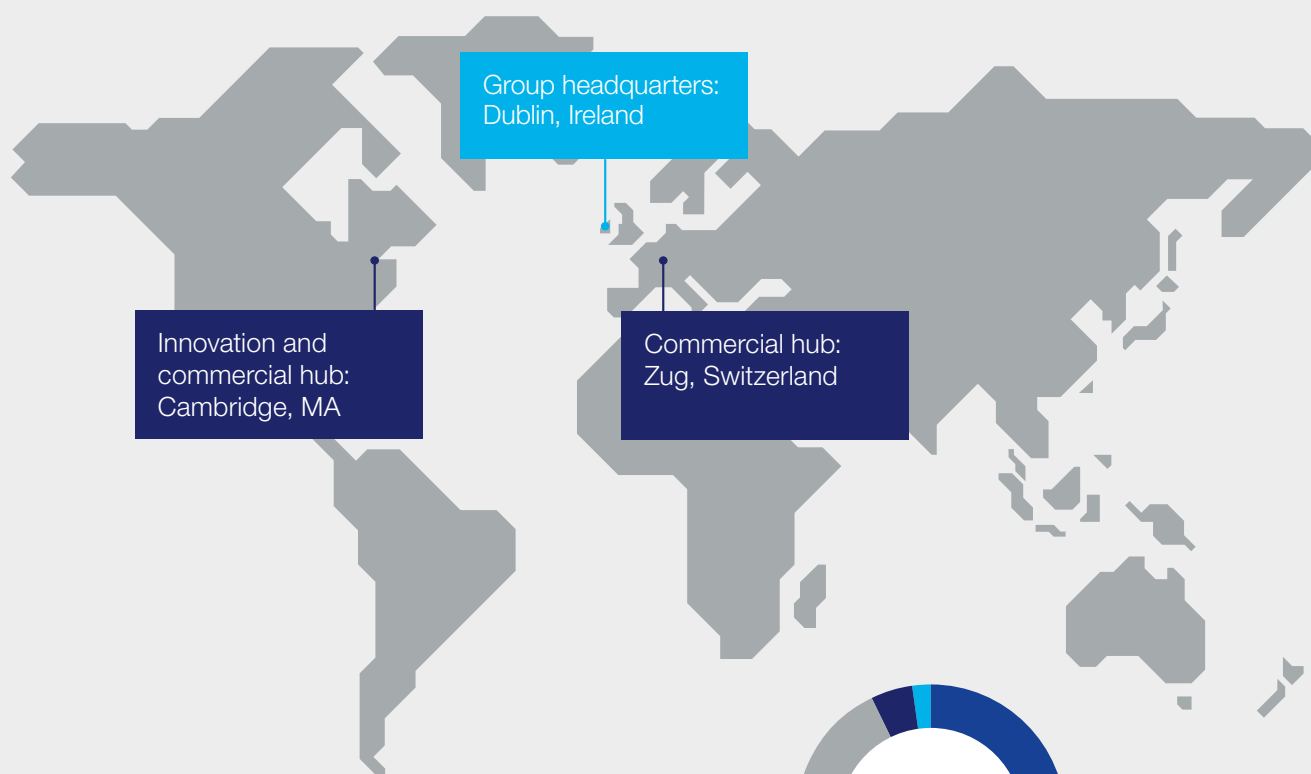 Group headquarters:
Dublin, Ireland
Innovation and
commercial hub:
Cambridge, MA
Commercial hub:
Zug, Switzerland